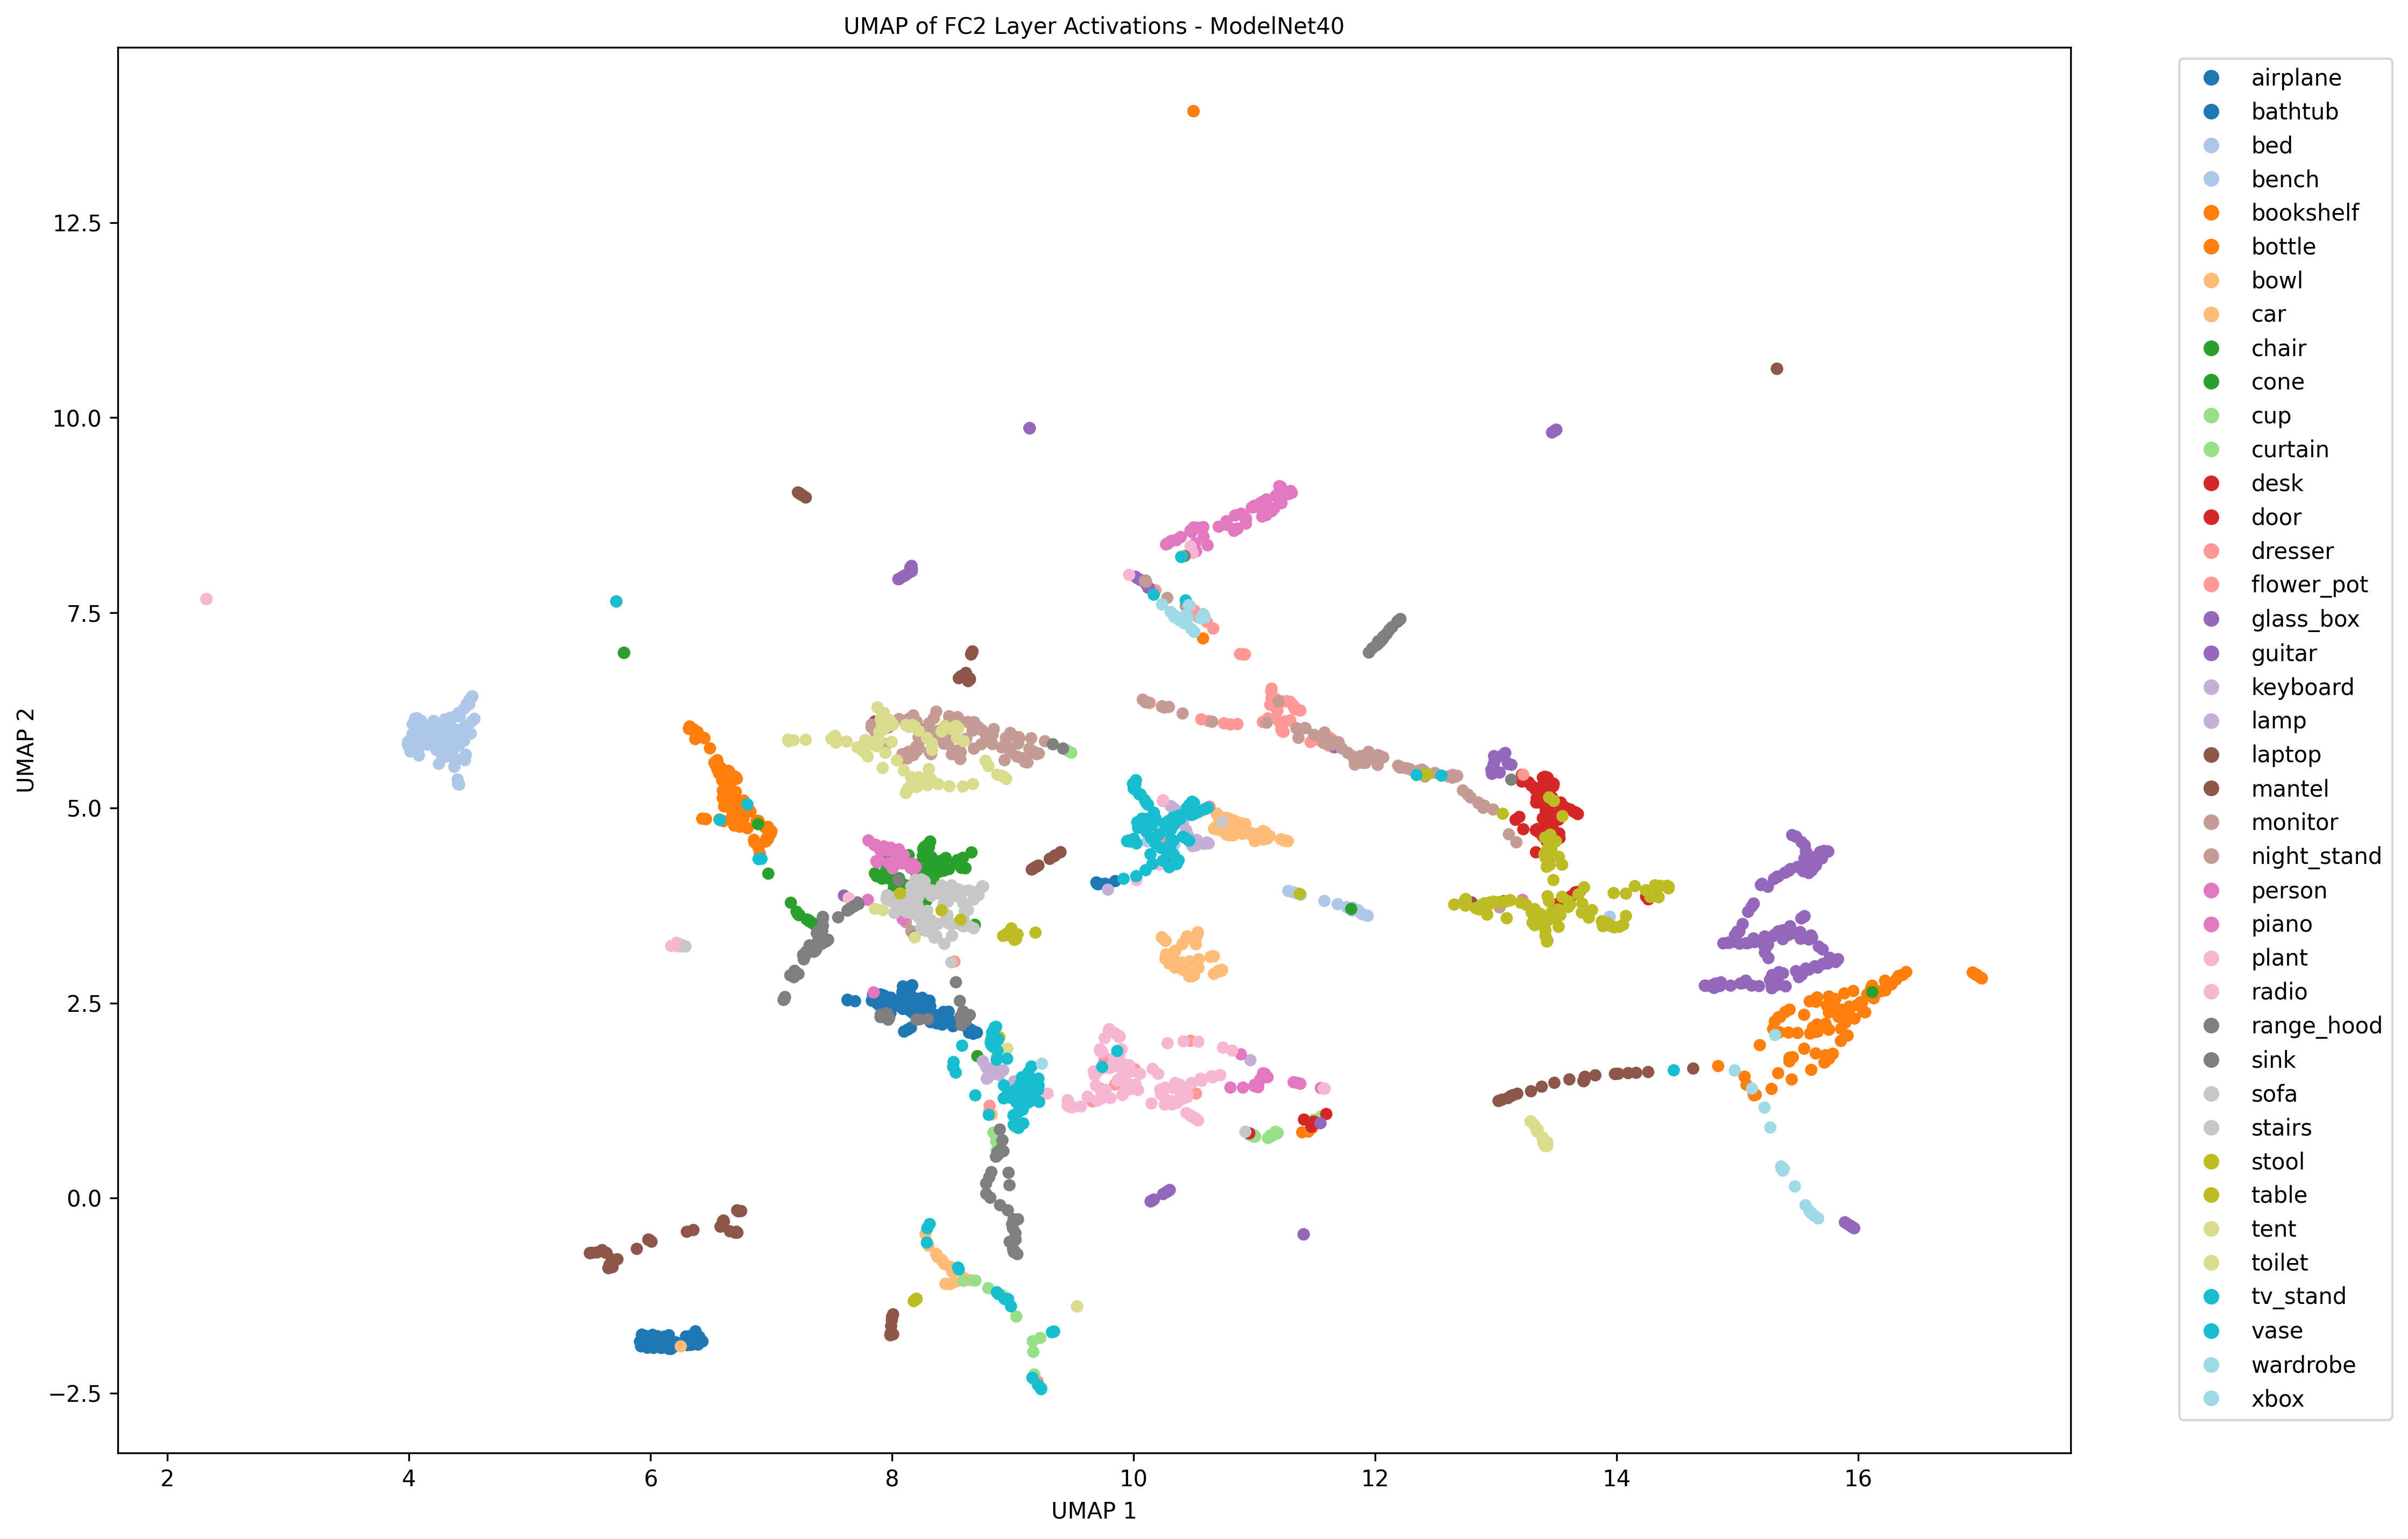 UMAP of FC2 Layer Activations - ModelNet40
12.5
10.0
7.5
5.0
2.5
0.0
−2.5
UMAP 2
2
4
6
8
10
12
14
16
UMAP 1
airplane
bathtub
bed
bench
bookshelf
bottle
bowl
car
chair
cone
cup
curtain
desk
door
dresser
flower_pot
glass_box
guitar
keyboard
lamp
laptop
mantel
monitor
night_stand
person
piano
plant
radio
range_hood
sink
sofa
stairs
stool
table
tent
toilet
tv_stand
vase
wardrobe
xbox